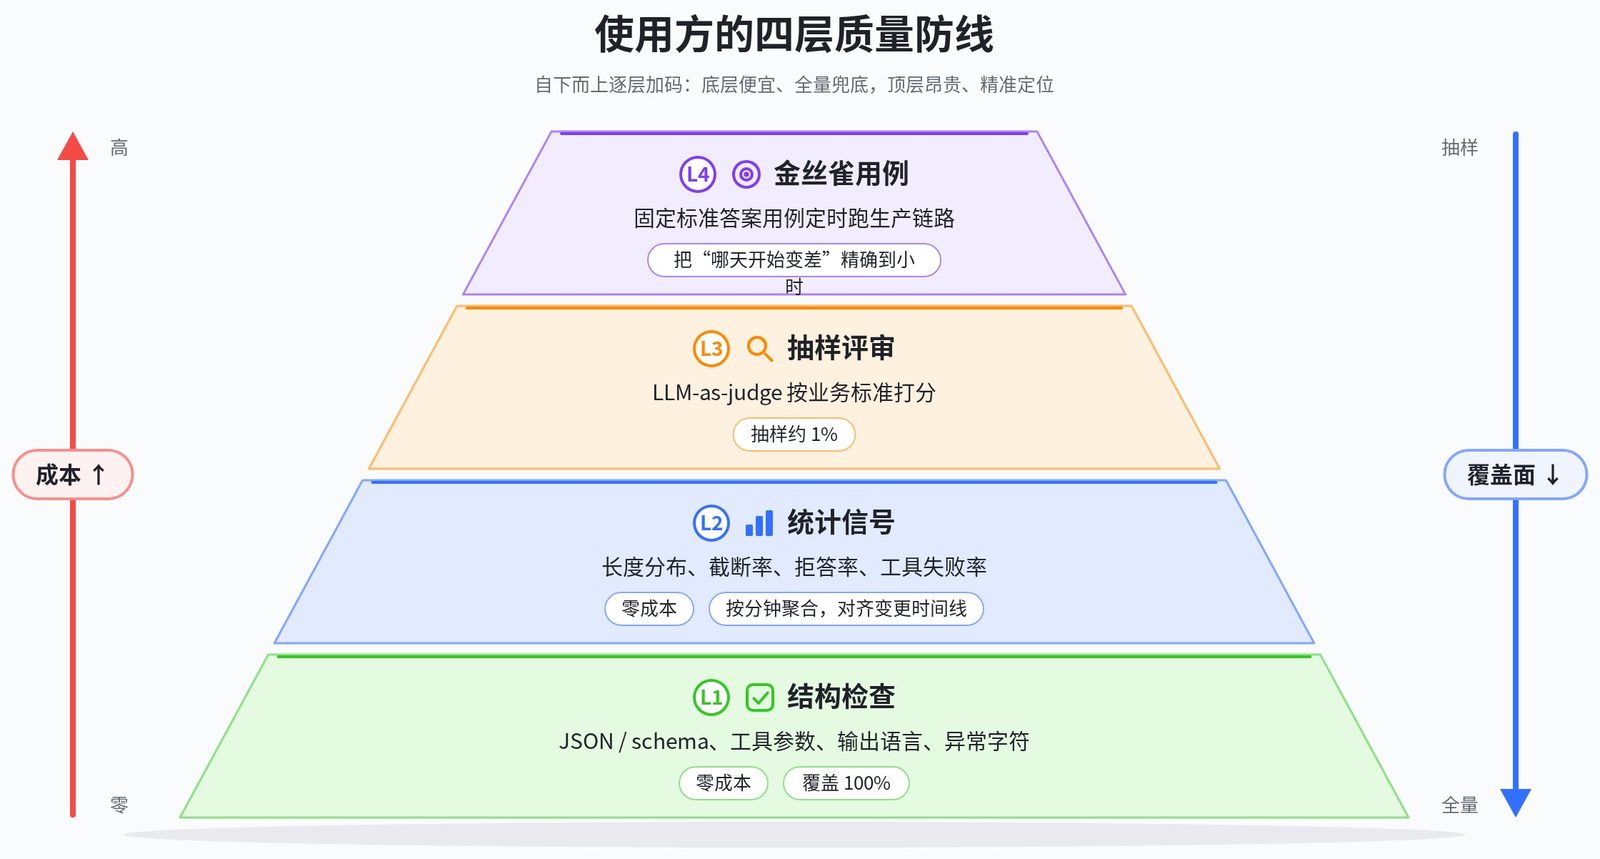 使用方的四层质量防线
自下而上逐层加码：底层便宜、全量兜底，顶层昂贵、精准定位
高
抽样
L4 金丝雀用例
固定标准答案用例定时跑生产链路
把“哪天开始变差”精确到小
时
L3 抽样评审
LLM-as-judge 按业务标准打分
抽样约 1%
成本 ↑
覆盖面 ↓
L2 统计信号
长度分布、截断率、拒答率、工具失败率
零成本 按分钟聚合，对齐变更时间线
L1 结构检查
JSON / schema、工具参数、输出语言、异常字符
零成本 覆盖 100%
零
全量